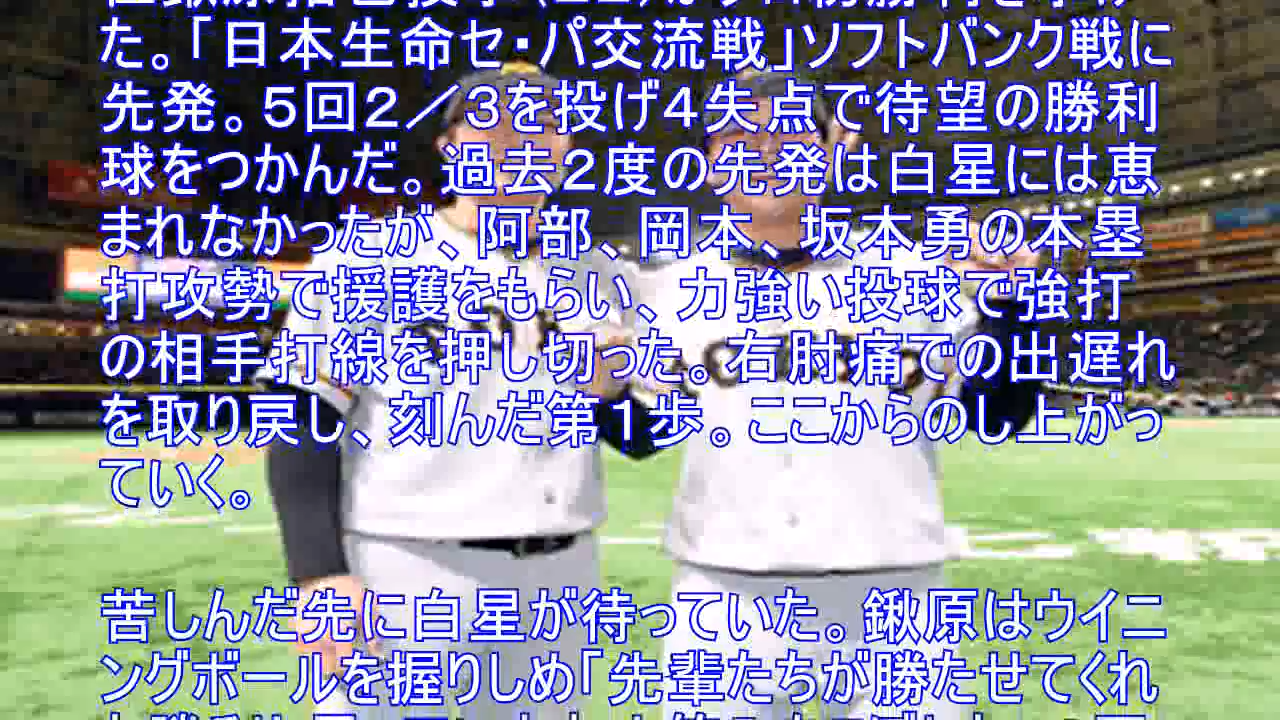 た。「日本生命セ・パ交流戦」ソフトバンク戦に
先発。５回２／３を投げ４失点で待望の勝利
球をつかんだ。過去２度の先発は白星には恵
まれなかったが、阿部、岡本、坂本勇の本塁
打攻勢で援護をもらい、力強い投球で強打
の相手打線を押し切った。右肘痛での出遅れ
を取り戻し、刻んだ第１歩。ここからのし上がっ
ていく。
苦しんだ先に白星が待っていた。鍬原はウイニ
ングボールを握りしめ「先輩たちが勝たせてくれ